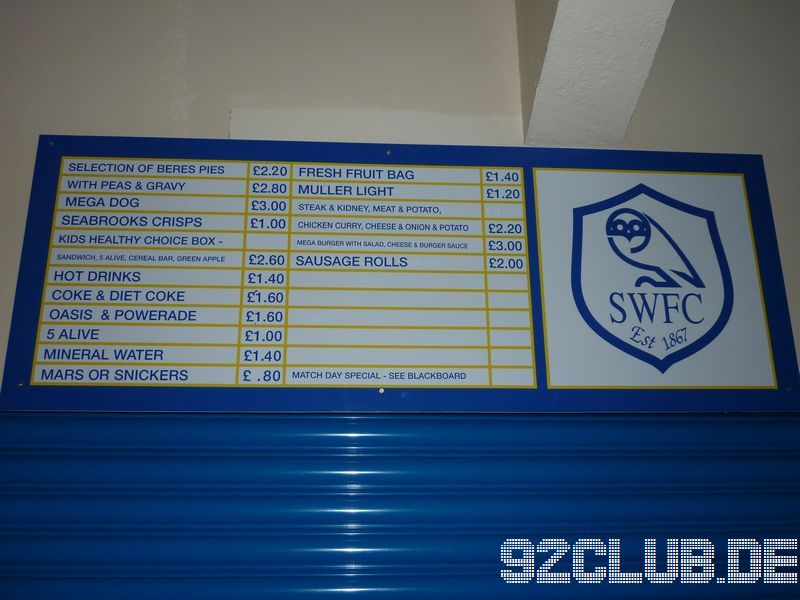 SELECTION OF BERES PIES £2.20
WITH PEAS & GRAVY £2.80
MEGA DOG £3.00
SEABROOKS CRISPS £1.00
KIDS HEALTHY CHOICE BOX -
SANDWICH, 5 ALIVE, CEREAL BAR, GREEN APPLE £2.60
HOT DRINKS £1.40
COKE & DIET COKE £1.60
OASIS & POWERADE £1.60
5 ALIVE £1.00
MINERAL WATER £1.40
MARS OR SNICKERS £ .80
FRESH FRUIT BAG £1.40
MULLER LIGHT £1.20
STEAK & KIDNEY, MEAT & POTATO,
CHICKEN CURRY, CHEESE & ONION & POTATO £2.20
MEGA BURGER WITH SALAD, CHEESE & BURGER SAUCE £3.00
SAUSAGE ROLLS £2.00
MATCH DAY SPECIAL - SEE BLACKBOARD
SWFC
Est 1867
92CLUB.DE